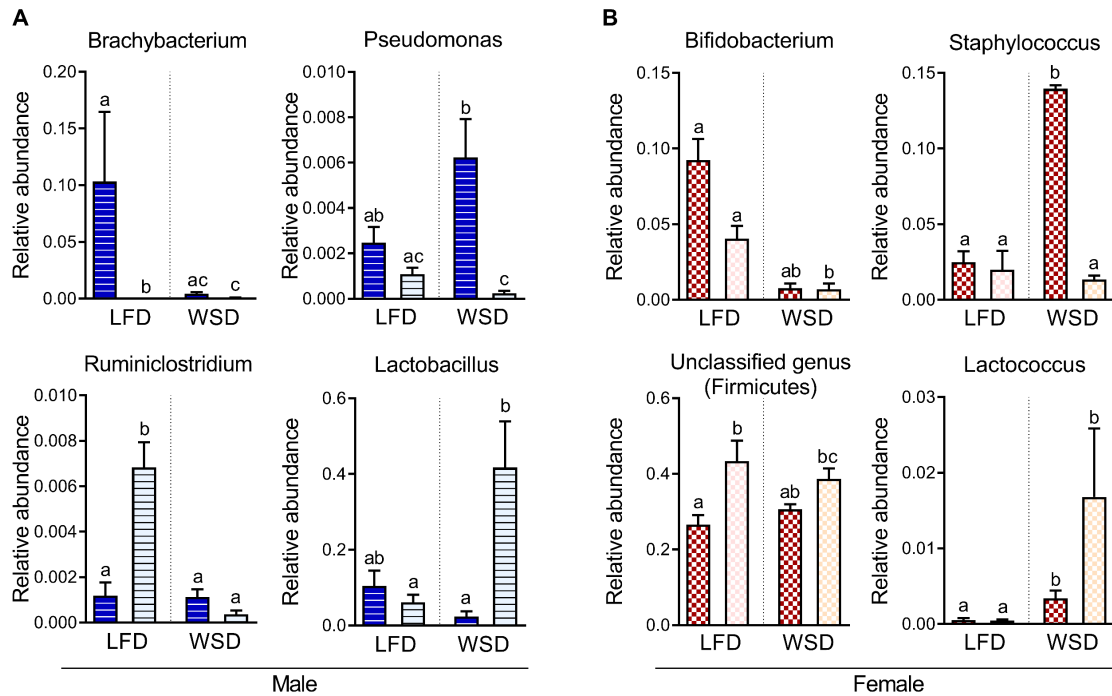 A
Brachybacterium
Relative abundance
0.20
0.15
0.10
0.05
0.00
a
b
ac
c
LFD
WSD
Pseudomonas
Relative abundance
0.010
0.008
0.006
0.004
0.002
0.000
ab
ac
b
c
LFD
WSD
Ruminiclostridium
Relative abundance
0.010
0.008
0.006
0.004
0.002
0.000
a
b
a
a
LFD
WSD
Lactobacillus
Relative abundance
0.6
0.4
0.2
0.0
ab
a
a
b
LFD
WSD
Male
B
Bifidobacterium
Relative abundance
0.15
0.10
0.05
0.00
a
a
ab
b
LFD
WSD
Staphylococcus
Relative abundance
0.15
0.10
0.05
0.00
a
a
b
a
LFD
WSD
Unclassified genus
(Firmicutes)
Relative abundance
0.6
0.4
0.2
0.0
a
b
ab
bc
LFD
WSD
Lactococcus
Relative abundance
0.03
0.02
0.01
0.00
a
a
b
b
LFD
WSD
Female